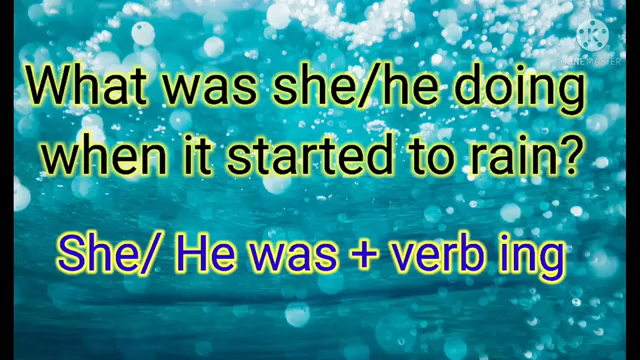 What was she/he doing
when it started to rain?
She/ He was + verb ing